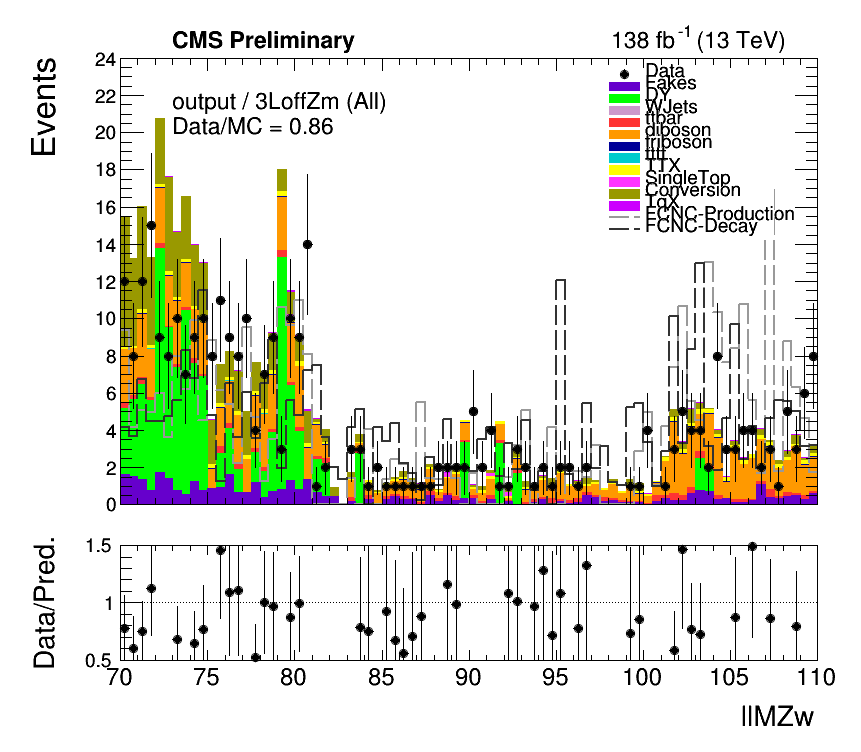 CMS Preliminary
138 fb-1 (13 TeV)
Events
24
22
20
18
16
14
12
10
8
6
4
2
0
output / 3LoffZm (All)
Data/MC = 0.86
Data
Fakes
DY
WJets
ttbar
diboson
triboson
tttt
TTX
SingleTop
Conversion
TqX
FCNC-Production
FCNC-Decay
Data/Pred.
1.5
1
0.5
70 75 80 85 90 95 100 105 110
llMZw